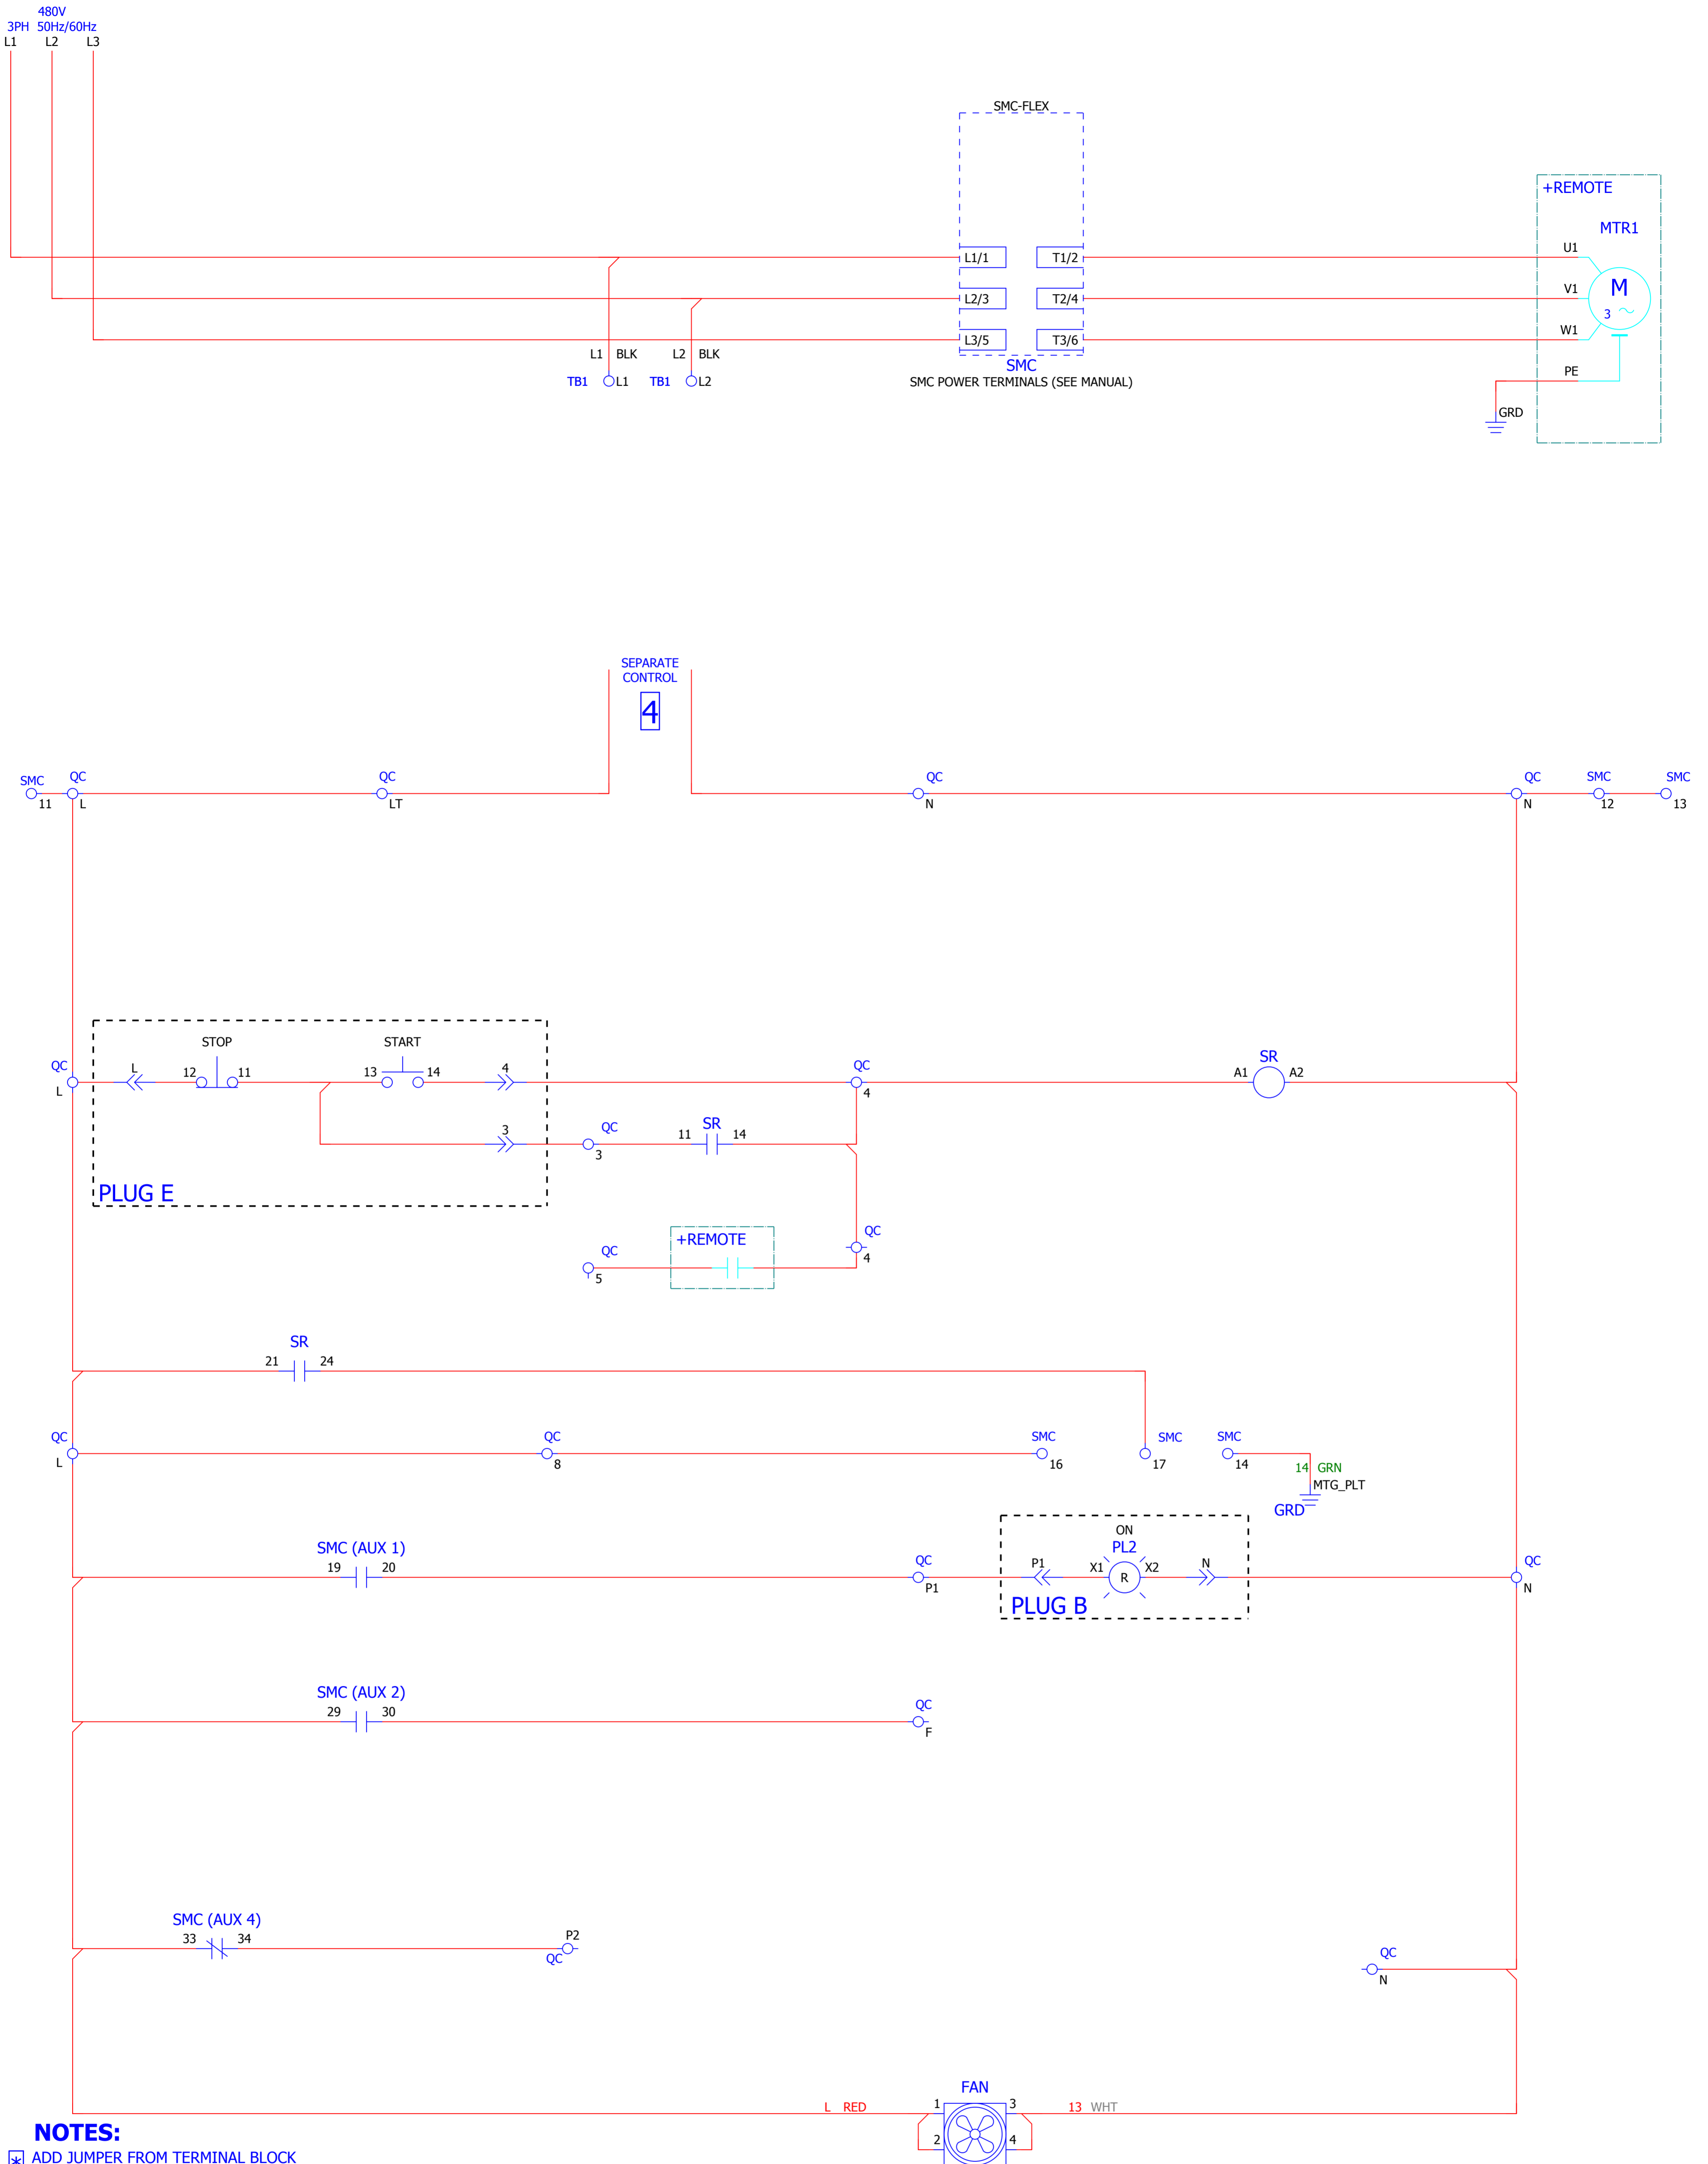 480V
3PH 50Hz/60Hz
L1 L2 L3
SMC-FLEX
+REMOTE
MTR1
L1/1 T1/2 U1
M
3
L2/3 T2/4 V1
L3/5 T3/6 W1
L1 BLK L2 BLK
SMC
TB1 L1 TB1 L2
SMC POWER TERMINALS (SEE MANUAL)
PE
GRD
SEPARATE
CONTROL
4
SMC QC QC QC QC SMC SMC
11 L LT N N 12 13
STOP START
QC L 12 11 13 14 4 QC SR
L 4 A1 A2
3 QC SR
3 11 14
PLUG E
+REMOTE
QC QC
5 4
SR
21 24
QC QC SMC SMC SMC
L 8 16 17 14
14 GRN
MTG_PLT
GRD
SMC (AUX 1) ON
PL2
19 20 QC P1 X1 R X2 N QC
P1 N
PLUG B
SMC (AUX 2)
29 30 QC
F
SMC (AUX 4)
33 34 P2
QC
QC
N
FAN
L RED 1 3 13 WHT
2 4
NOTES:
* ADD JUMPER FROM TERMINAL BLOCK